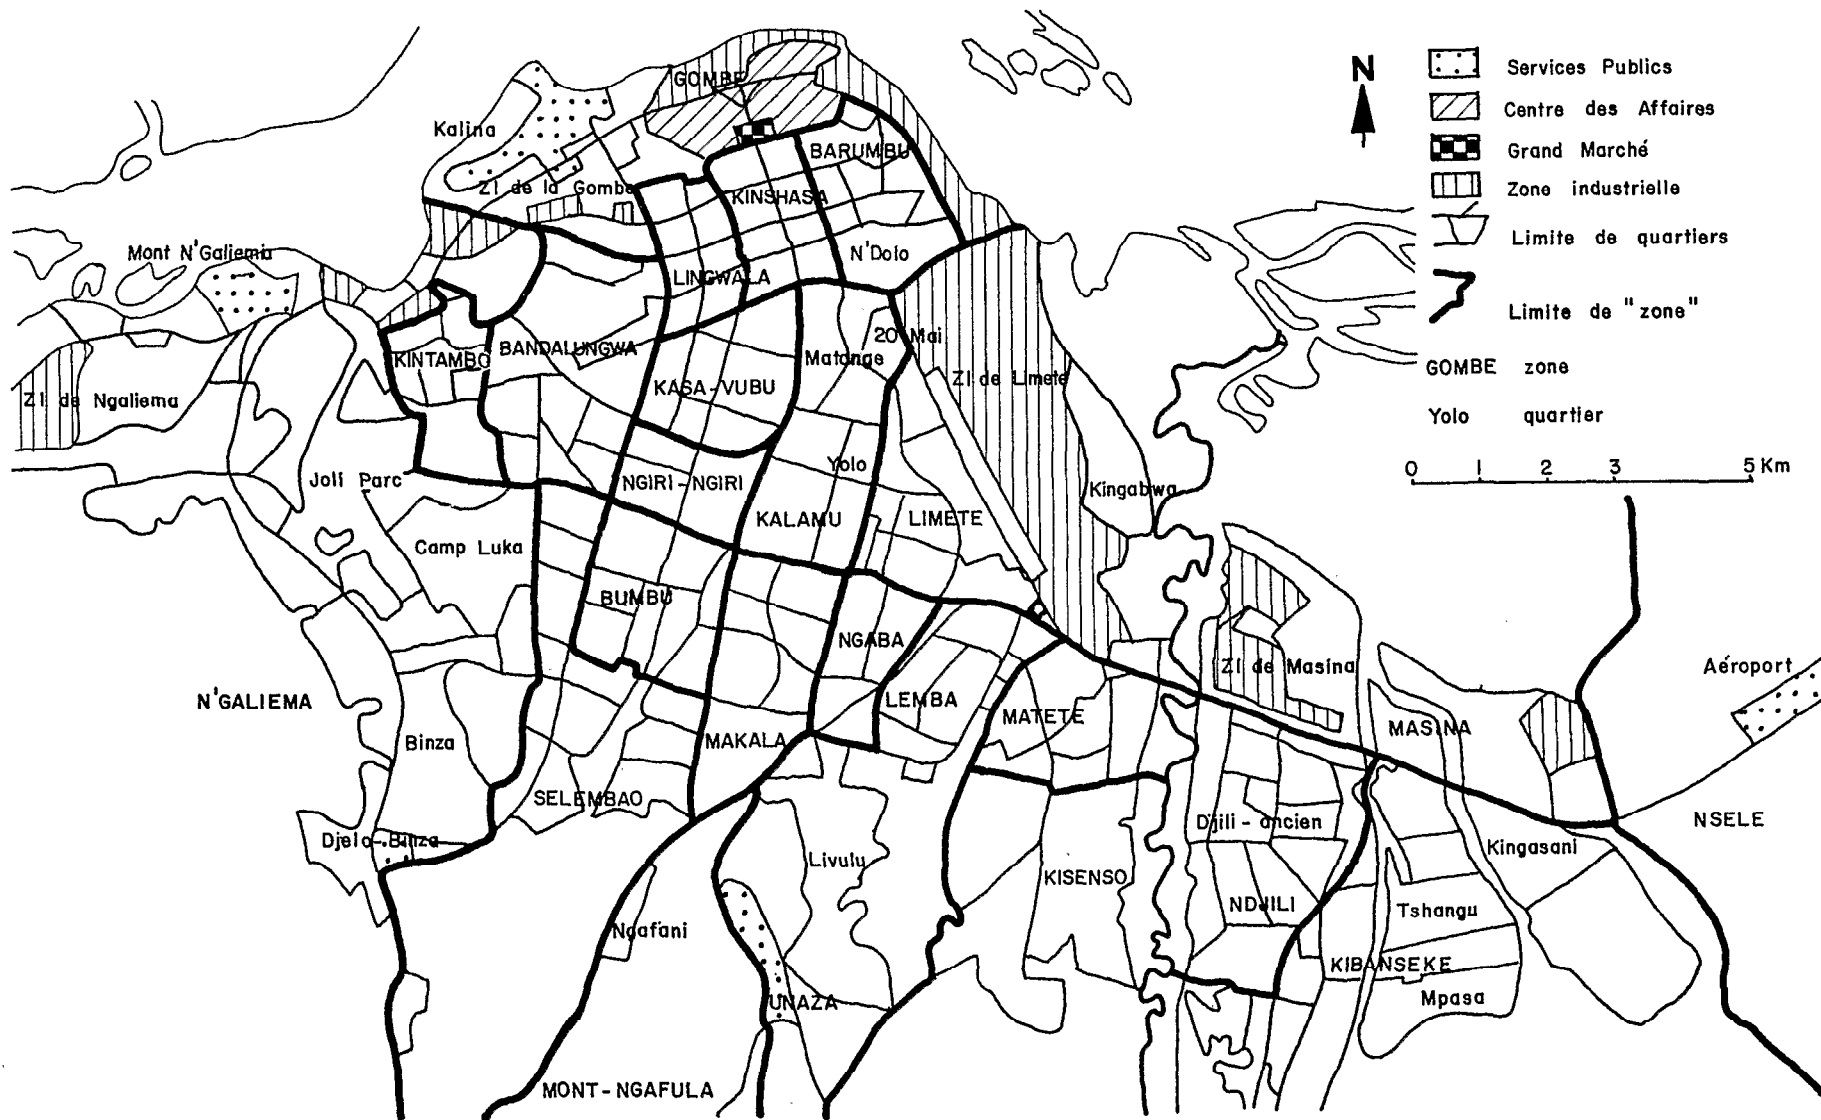 N
Services Publics
Centre des Affaires
Grand Marché
Zone industrielle
Limite de quartiers
Limite de "zone"
GOMBE zone
Yolo quartier
0 1 2 3 5 Km
GOMBE
Kalina
BARUMBU
ZI de la Gombe
KINSHASA
Mont N'Galiema
N'Dolo
LINGWALA
20 Mai
KINTAMBO
BANDALUNGWA
Matonge
ZI de Limete
KASA-VUBU
ZI de Ngaliema
Yolo
Joli Parc
NGIRI-NGIRI
Kingabwa
KALAMU
LIMETE
Camp Luka
BUMBU
NGABA
ZI de Masina
Aéroport
N'GALIEMA
LEMBA
MATETE
MASINA
Binza
MAKALA
SELEMBAO
Djili-ancien
NSELE
Djelo-Binza
Kingasani
Livulu
KISENSO
NDJILI
Tshangu
Ngafani
KIBANSEKE
Mpasa
UNAZA
MONT-NGAFULA